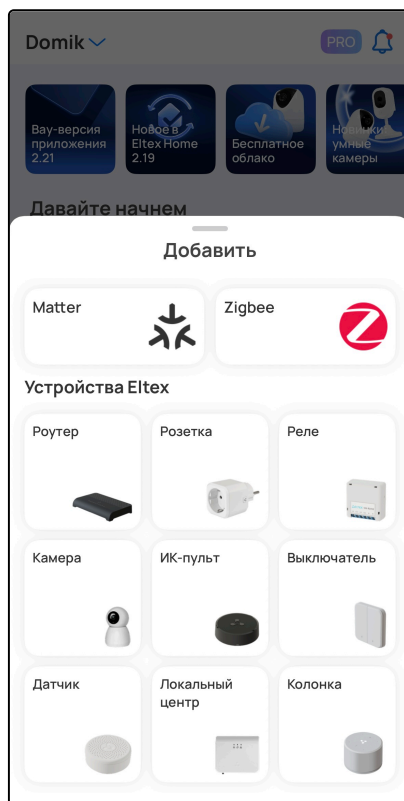 Domik
PRO
Вау-версия
приложения
2.21
Новое в
Eltex Home
2.19
Бесплатное
облако
Новинки
умные
камеры
Давайте начнем
Добавить
Matter
Zigbee
Устройства Eltex
Роутер
Розетка
Реле
Камера
ИК-пульт
Выключатель
Датчик
Локальный
центр
Колонка